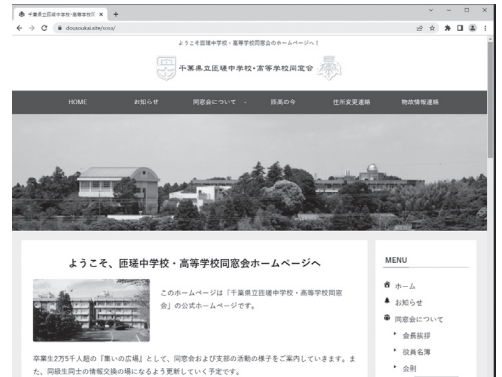 千葉県立匝瑳中学校・高等学校同
ようこそ匝瑳中学校・高等学校同窓会のホームページへ！
千葉県立匝瑳中学校・高等学校同窓会
HOME
お知らせ
同窓会について
匝高の今
住所変更連絡
物故情報連絡
ようこそ、匝瑳中学校・高等学校同窓会ホームページへ
このホームページは「千葉県立匝瑳中学校・高等学校同窓
会」の公式ホームページです。
卒業生2万5千人超の「集いの広場」として、同窓会および支部の活動の様子をご案内していきます。ま
た、同級生同士の情報交換の場になるよう更新していく予定です。
MENU
ホーム
お知らせ
同窓会について
会長挨拶
役員名簿
会則